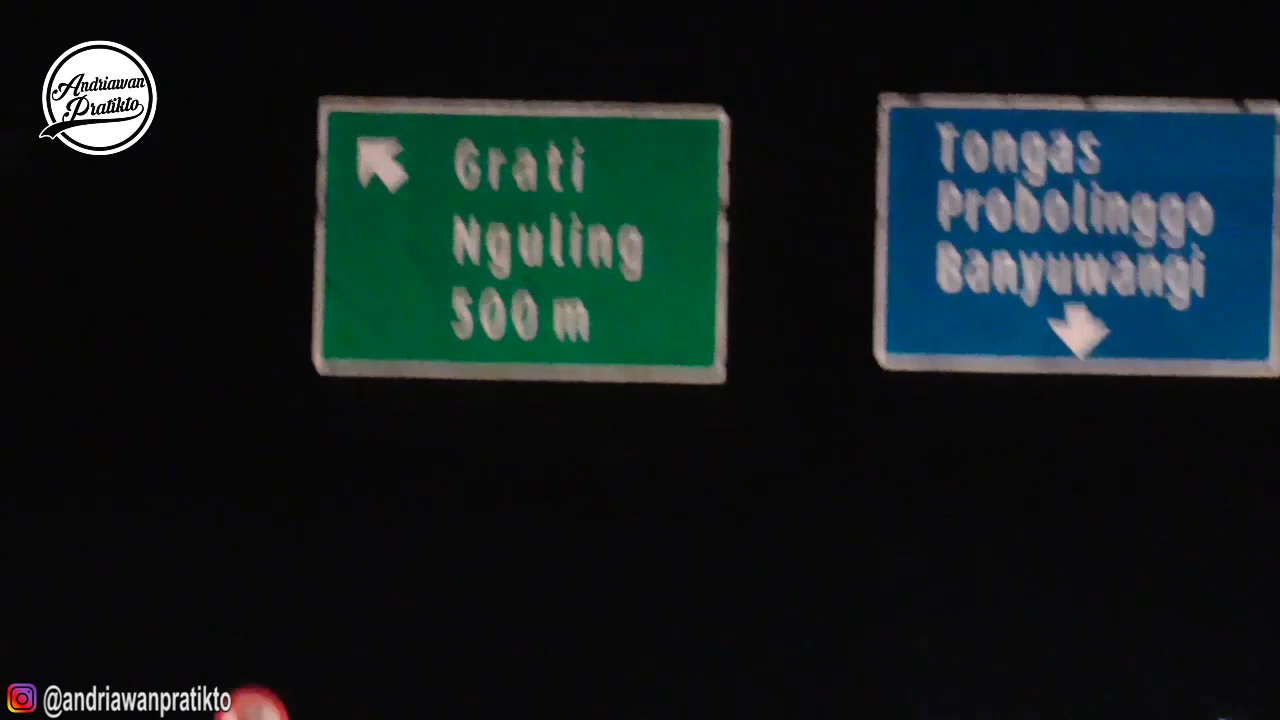 Andriawan
Pratikto
Grati
Nguling
500 m
Tongas
Probolinggo
Banyuwangi
@andriawanpratikto